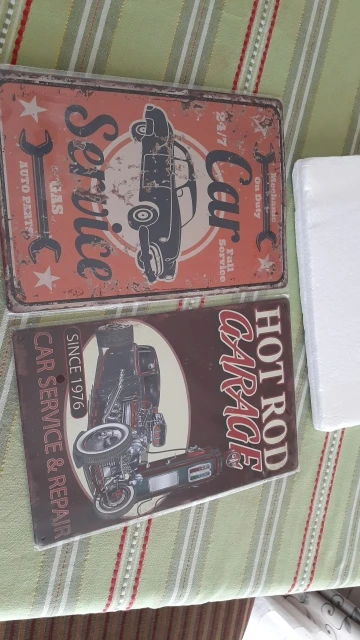 24/7
Car
Service
Mechanic
On Duty
Full
Service
GAS
AUTO PARTS
HOT ROD
GARAGE
SINCE 1976
CAR SERVICE & REPAIR